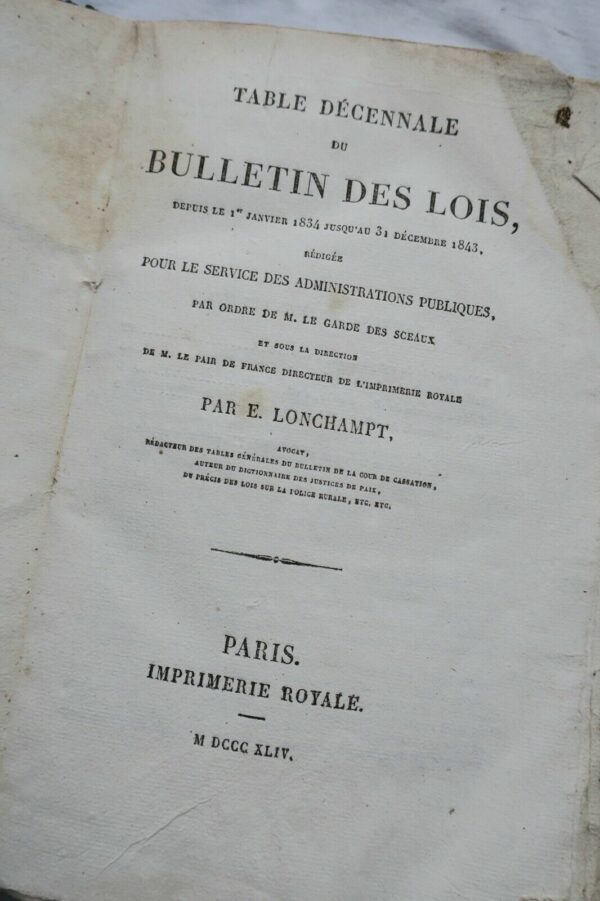 TABLE DÉCENNALE
DU
BULLETIN DES LOIS,
DEPUIS LE 1er JANVIER 1834 JUSQU'AU 31 DÉCEMBRE 1843,
RÉDIGÉE
POUR LE SERVICE DES ADMINISTRATIONS PUBLIQUES,
PAR ORDRE DE M. LE GARDE DES SCEAUX
ET SOUS LA DIRECTION
DE M. LE PAIR DE FRANCE DIRECTEUR DE L'IMPRIMERIE ROYALE
PAR E. LONCHAMPT,
AVOCAT,
RÉDACTEUR DES TABLES GÉNÉRALES DU BULLETIN DE LA COUR DE CASSATION,
AUTEUR DU DICTIONNAIRE DES JUSTICES DE PAIX,
DU PRÉCIS DES LOIS SUR LA POLICE RURALE, ETC. ETC.
PARIS.
IMPRIMERIE ROYALE.
M DCCC XLIV.